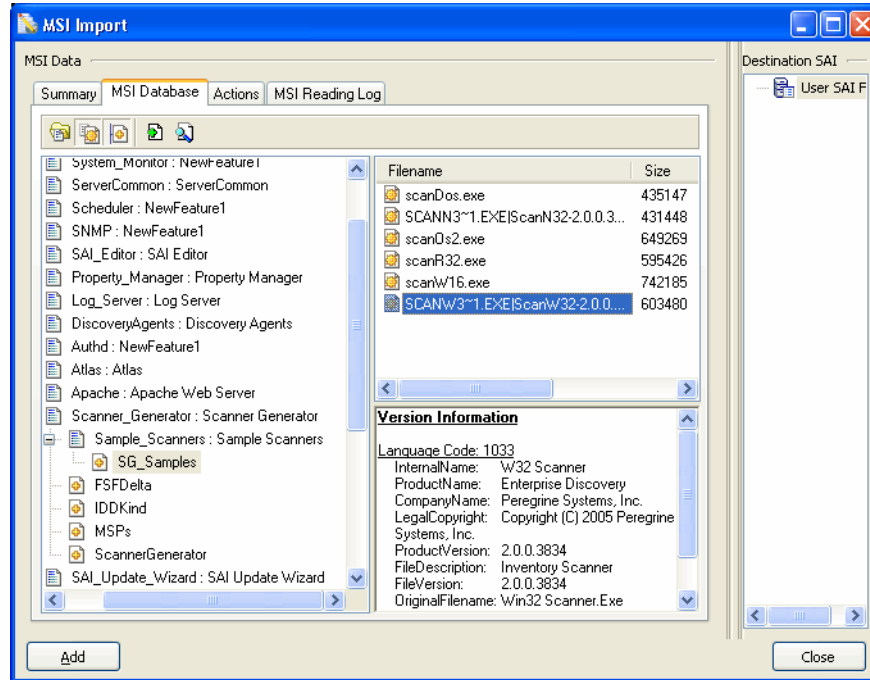 MSI Import
MSI Data
Destination SAI
Summary
MSI Database
Actions
MSI Reading Log
User SAI F
System_Monitor : NewFeature1
ServerCommon : ServerCommon
Scheduler : NewFeature1
SNMP : NewFeature1
SAI_Editor : SAI Editor
Property_Manager : Property Manager
Log_Server : Log Server
DiscoveryAgents : Discovery Agents
Authd : NewFeature1
Atlas : Atlas
Apache : Apache Web Server
Scanner_Generator : Scanner Generator
Sample_Scanners : Sample Scanners
SG_Samples
FSFDelta
IDDKind
MSPs
ScannerGenerator
SAI_Update_Wizard : SAI Update Wizard
Filename Size
scanDos.exe 435147
SCANN3~1.EXE|ScanN32-2.0.0.3... 431448
scanOs2.exe 649269
scanR32.exe 595426
scanW16.exe 742185
SCANW3~1.EXE|ScanW32-2.0.0.... 603480
Version Information
Language Code: 1033
InternalName: W32 Scanner
ProductName: Enterprise Discovery
CompanyName: Peregrine Systems, Inc.
LegalCopyright: Copyright (C) 2005 Peregrine
Systems, Inc.
ProductVersion: 2.0.0.3834
FileDescription: Inventory Scanner
FileVersion: 2.0.0.3834
OriginalFilename: Win32 Scanner.Exe
Add
Close